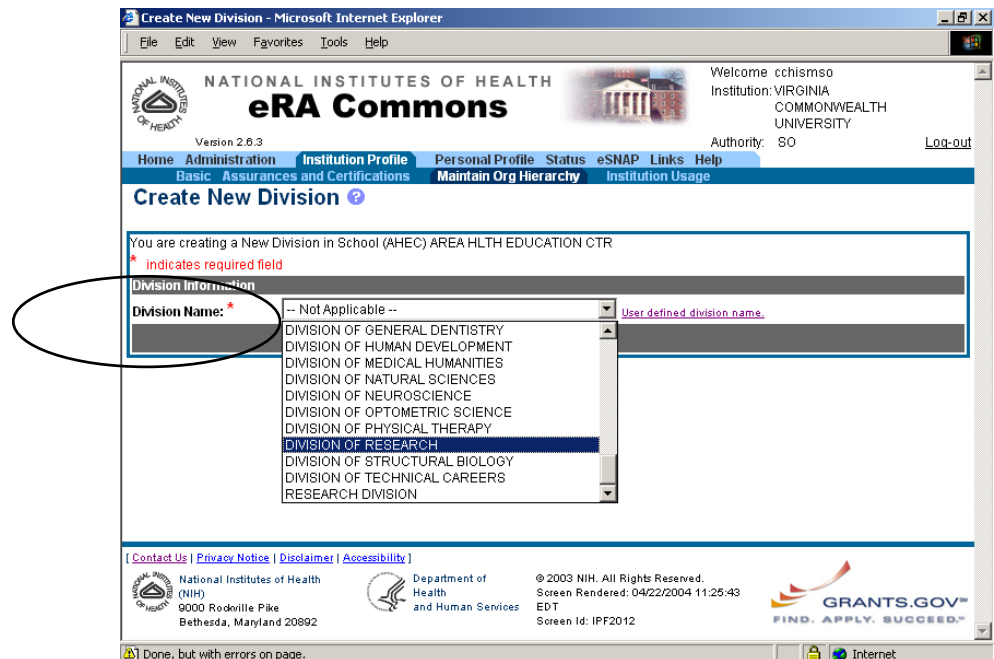 Create New Division - Microsoft Internet Explorer
File Edit View Favorites Tools Help
NATIONAL INSTITUTES OF HEALTH
eRA Commons
Version 2.6.3
NATIONAL INSTITUTES OF HEALTH
Welcome cchismso
Institution: VIRGINIA
COMMONWEALTH
UNIVERSITY
Authority: SO
Log-out
Home Administration Institution Profile Personal Profile Status eSNAP Links Help
Basic Assurances and Certifications Maintain Org Hierarchy Institution Usage
Create New Division ?
You are creating a New Division in School (AHEC) AREA HLTH EDUCATION CTR
* indicates required field
Division Information
Division Name: * -- Not Applicable -- User defined division name.
DIVISION OF GENERAL DENTISTRY
DIVISION OF HUMAN DEVELOPMENT
DIVISION OF MEDICAL HUMANITIES
DIVISION OF NATURAL SCIENCES
DIVISION OF NEUROSCIENCE
DIVISION OF OPTOMETRIC SCIENCE
DIVISION OF PHYSICAL THERAPY
DIVISION OF RESEARCH
DIVISION OF STRUCTURAL BIOLOGY
DIVISION OF TECHNICAL CAREERS
RESEARCH DIVISION
[ Contact Us | Privacy Notice | Disclaimer | Accessibility ]
National Institutes of Health
(NIH)
9000 Rockville Pike
Bethesda, Maryland 20892
Department of
Health
and Human Services
© 2003 NIH. All Rights Reserved.
Screen Rendered: 04/22/2004 11:25:43
EDT
Screen Id: IPF2012
GRANTS.GOV℠
FIND. APPLY. SUCCEED.℠
Done, but with errors on page.
Internet